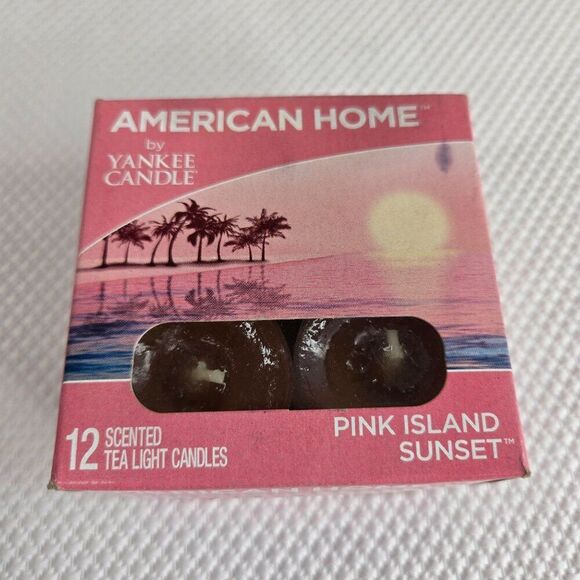 AMERICAN HOME™
by
YANKEE
CANDLE®
12 SCENTED
TEA LIGHT CANDLES
PINK ISLAND
SUNSET™